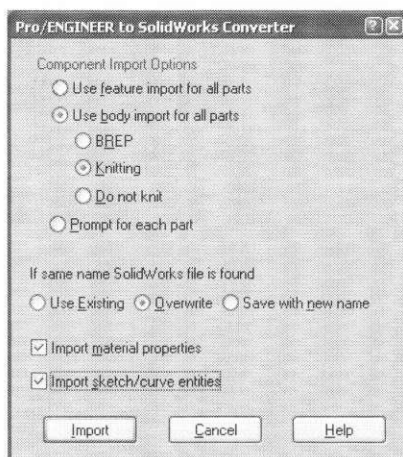 Pro/ENGINEER to SolidWorks Converter
Component Import Options
Use feature import for all parts
Use body import for all parts
BREP
Knitting
Do not knit
Prompt for each part
If same name SolidWorks file is found
Use Existing Overwrite Save with new name
Import material properties
Import sketch/curve entities
Import Cancel Help